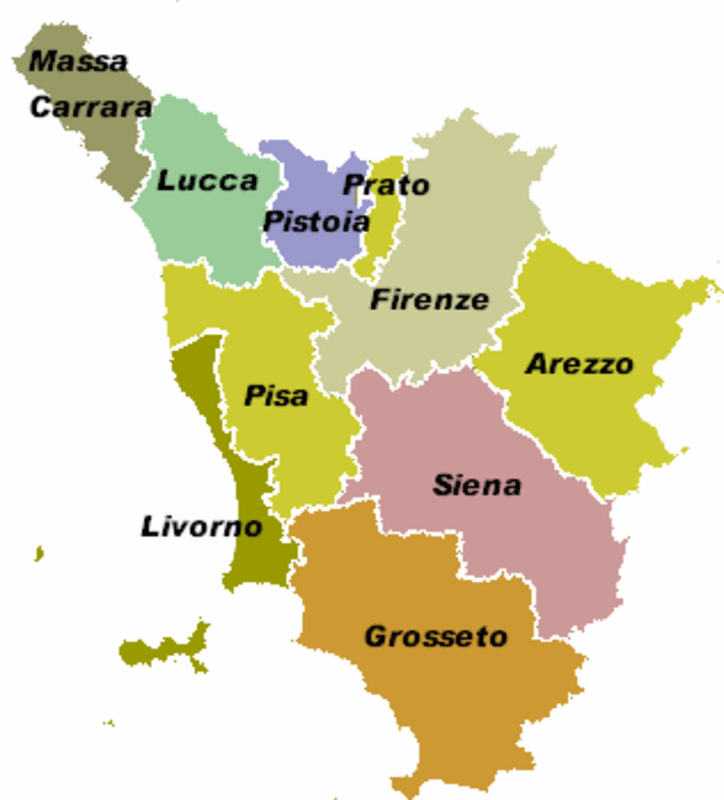 Massa
Carrara
Lucca
Prato
Pistoia
Firenze
Arezzo
Pisa
Siena
Livorno
Grosseto